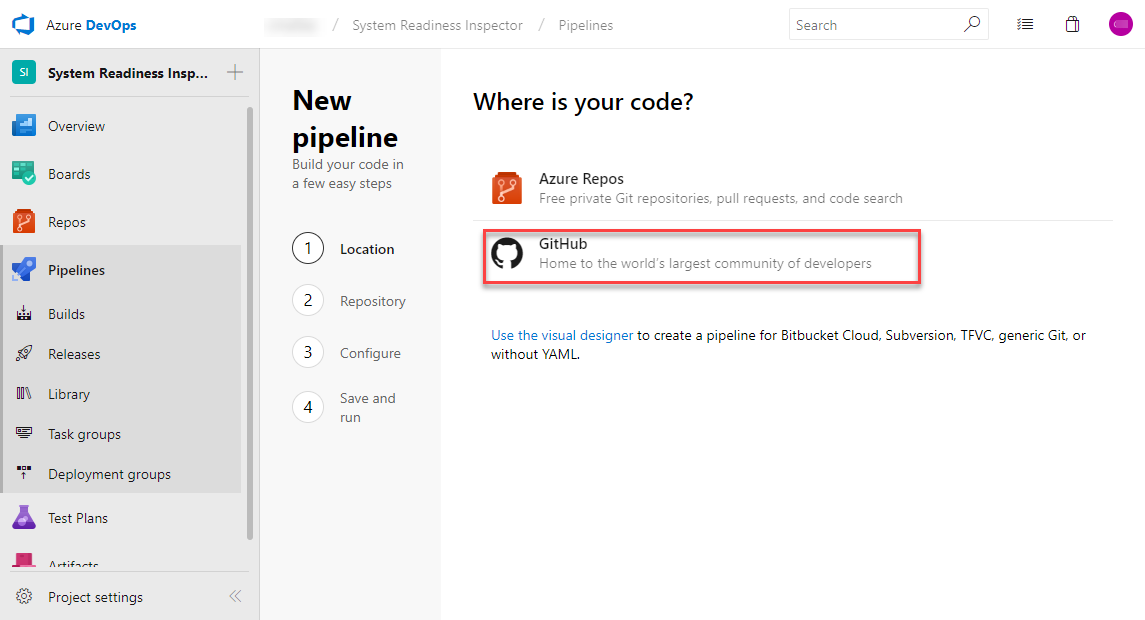 Azure DevOps
/ System Readiness Inspector / Pipelines
Search
SI
System Readiness Insp...
Overview
Boards
Repos
Pipelines
Builds
Releases
Library
Task groups
Deployment groups
Test Plans
Artifacts
Project settings
New
pipeline
Build your code in
a few easy steps
1 Location
2 Repository
3 Configure
4 Save and
run
Where is your code?
Azure Repos
Free private Git repositories, pull requests, and code search
GitHub
Home to the world's largest community of developers
Use the visual designer to create a pipeline for Bitbucket Cloud, Subversion, TFVC, generic Git, or
without YAML.